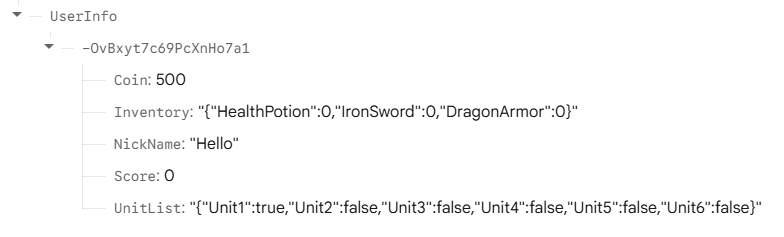 UserInfo
-OvBxyt7c69PcXnHo7a1
Coin: 500
Inventory: "{"HealthPotion":0,"IronSword":0,"DragonArmor":0}"
NickName: "Hello"
Score: 0
UnitList: "{"Unit1":true,"Unit2":false,"Unit3":false,"Unit4":false,"Unit5":false,"Unit6":false}"